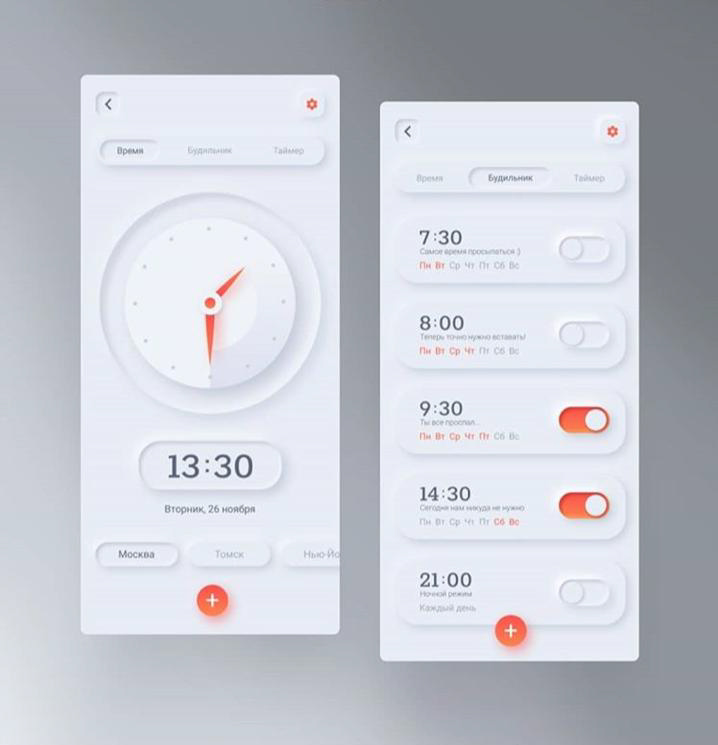 Время Будильник Таймер
13:30
Вторник, 26 ноября
Москва Томск Нью-Йо
Время Будильник Таймер
7:30
Самое время просыпаться :)
Пн Вт Ср Чт Пт Сб Вс
8:00
Теперь точно нужно вставать!
Пн Вт Ср Чт Пт Сб Вс
9:30
Ты все проспал...
Пн Вт Ср Чт Пт Сб Вс
14:30
Сегодня нам никуда не нужно
Пн Вт Ср Чт Пт Сб Вс
21:00
Ночной режим
Каждый день